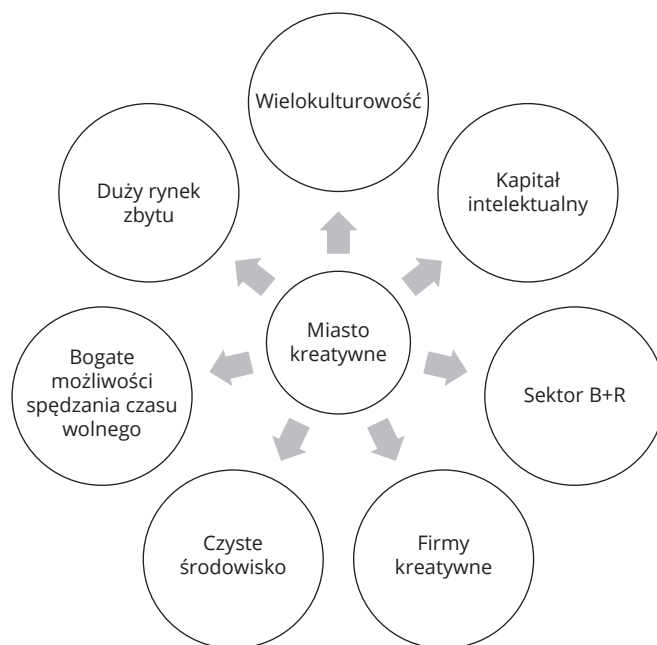 Wielokulturowość
Kapitał
intelektualny
Sektor B+R
Firmy
kreatywne
Czyste
środowisko
Bogate
możliwości
spędzania czasu
wolnego
Duży rynek
zbytu
Miasto
kreatywne